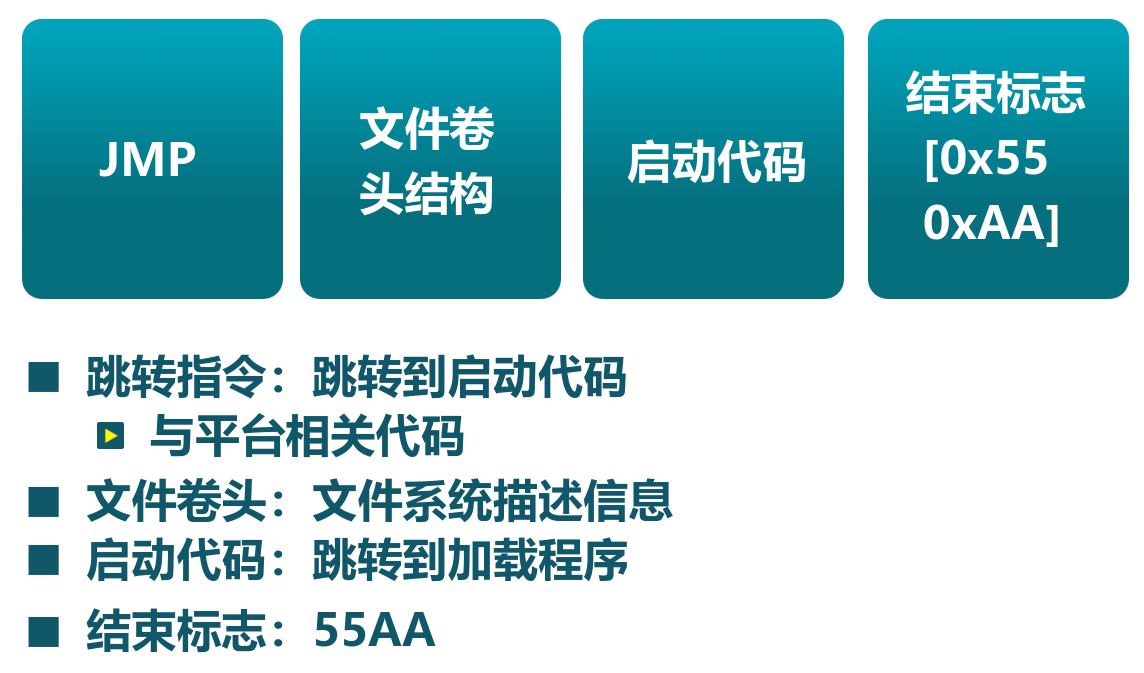 JMP
文件卷
头结构
启动代码
结束标志
[0x55
0xAA]
跳转指令：跳转到启动代码
与平台相关代码
文件卷头：文件系统描述信息
启动代码：跳转到加载程序
结束标志：55AA